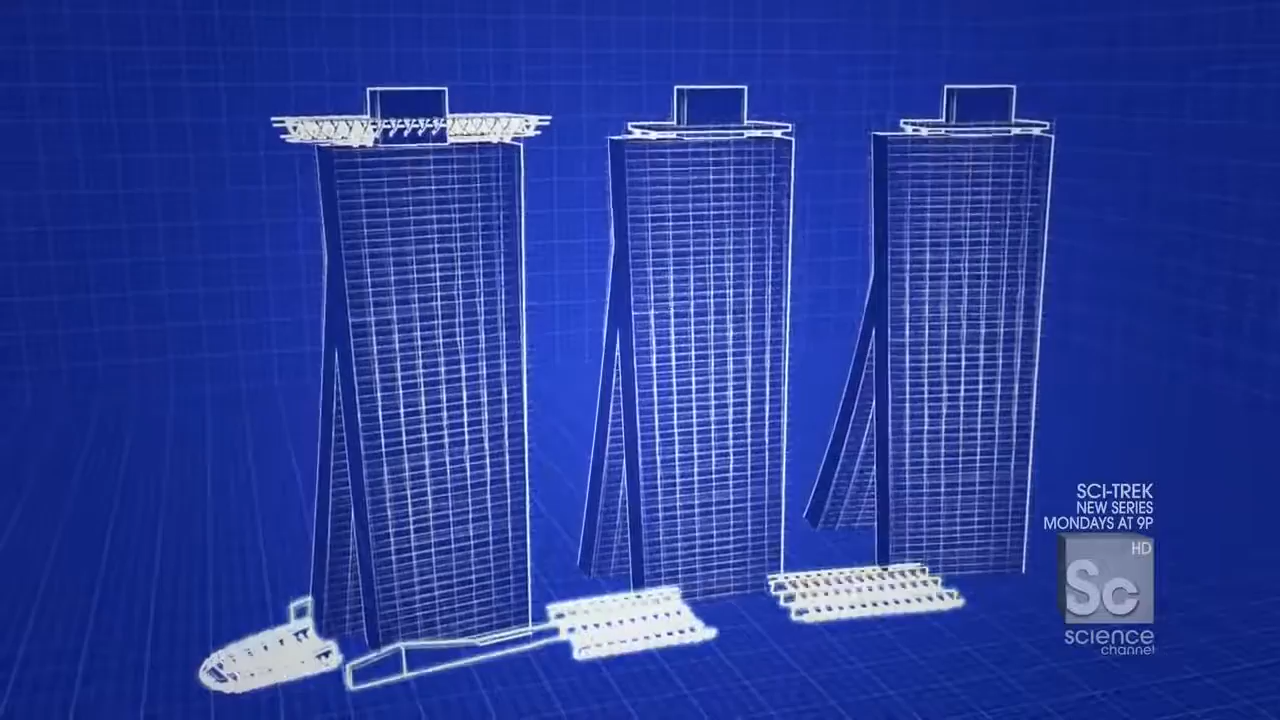 SCI-TREK
NEW SERIES
MONDAYS AT 9P
HD
Sc
science
channel